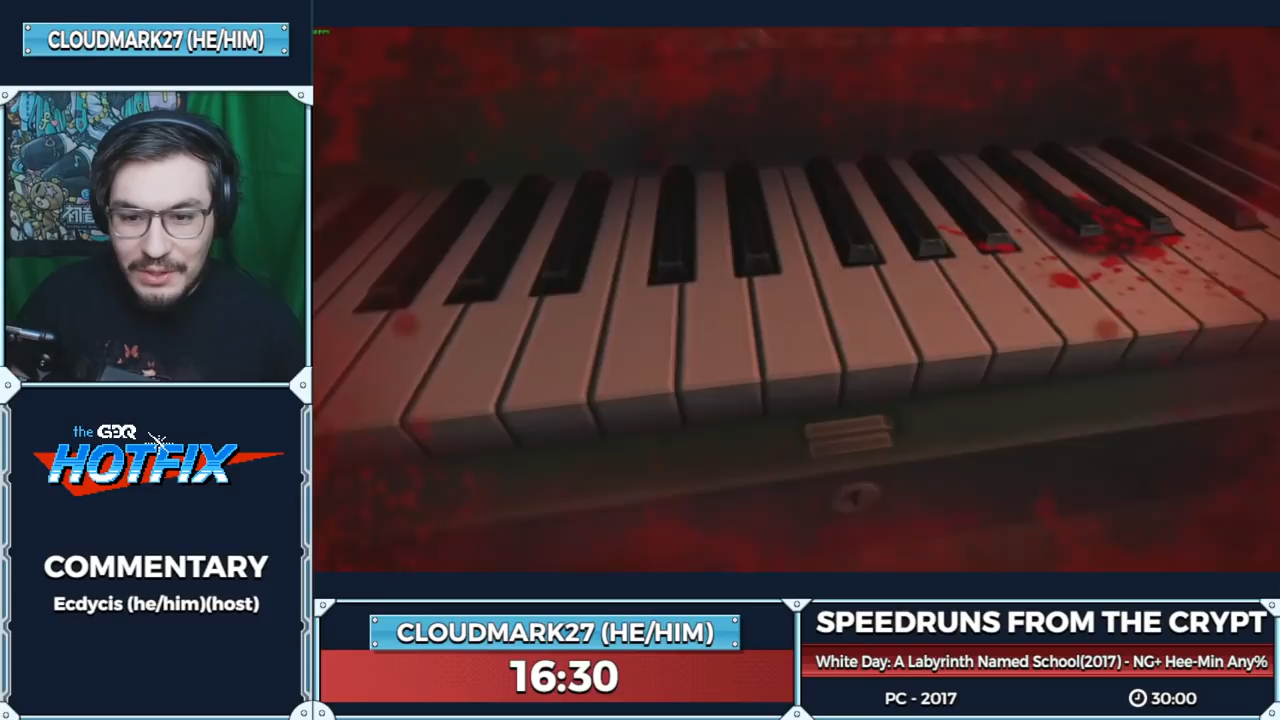 CLOUDMARK27 (HE/HIM)
the GDQ
HOTFIX
COMMENTARY
Ecdycis (he/him)(host)
CLOUDMARK27 (HE/HIM)
16:30
SPEEDRUNS FROM THE CRYPT
White Day: A Labyrinth Named School(2017) - NG+ Hee-Min Any%
PC - 2017
30:00